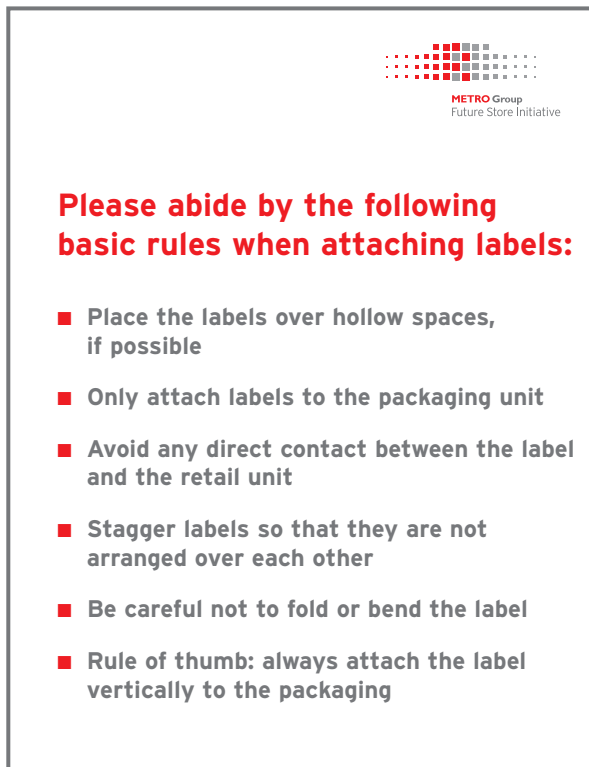 METRO Group
Future Store Initiative
Please abide by the following
basic rules when attaching labels:
Place the labels over hollow spaces,
if possible
Only attach labels to the packaging unit
Avoid any direct contact between the label
and the retail unit
Stagger labels so that they are not
arranged over each other
Be careful not to fold or bend the label
Rule of thumb: always attach the label
vertically to the packaging